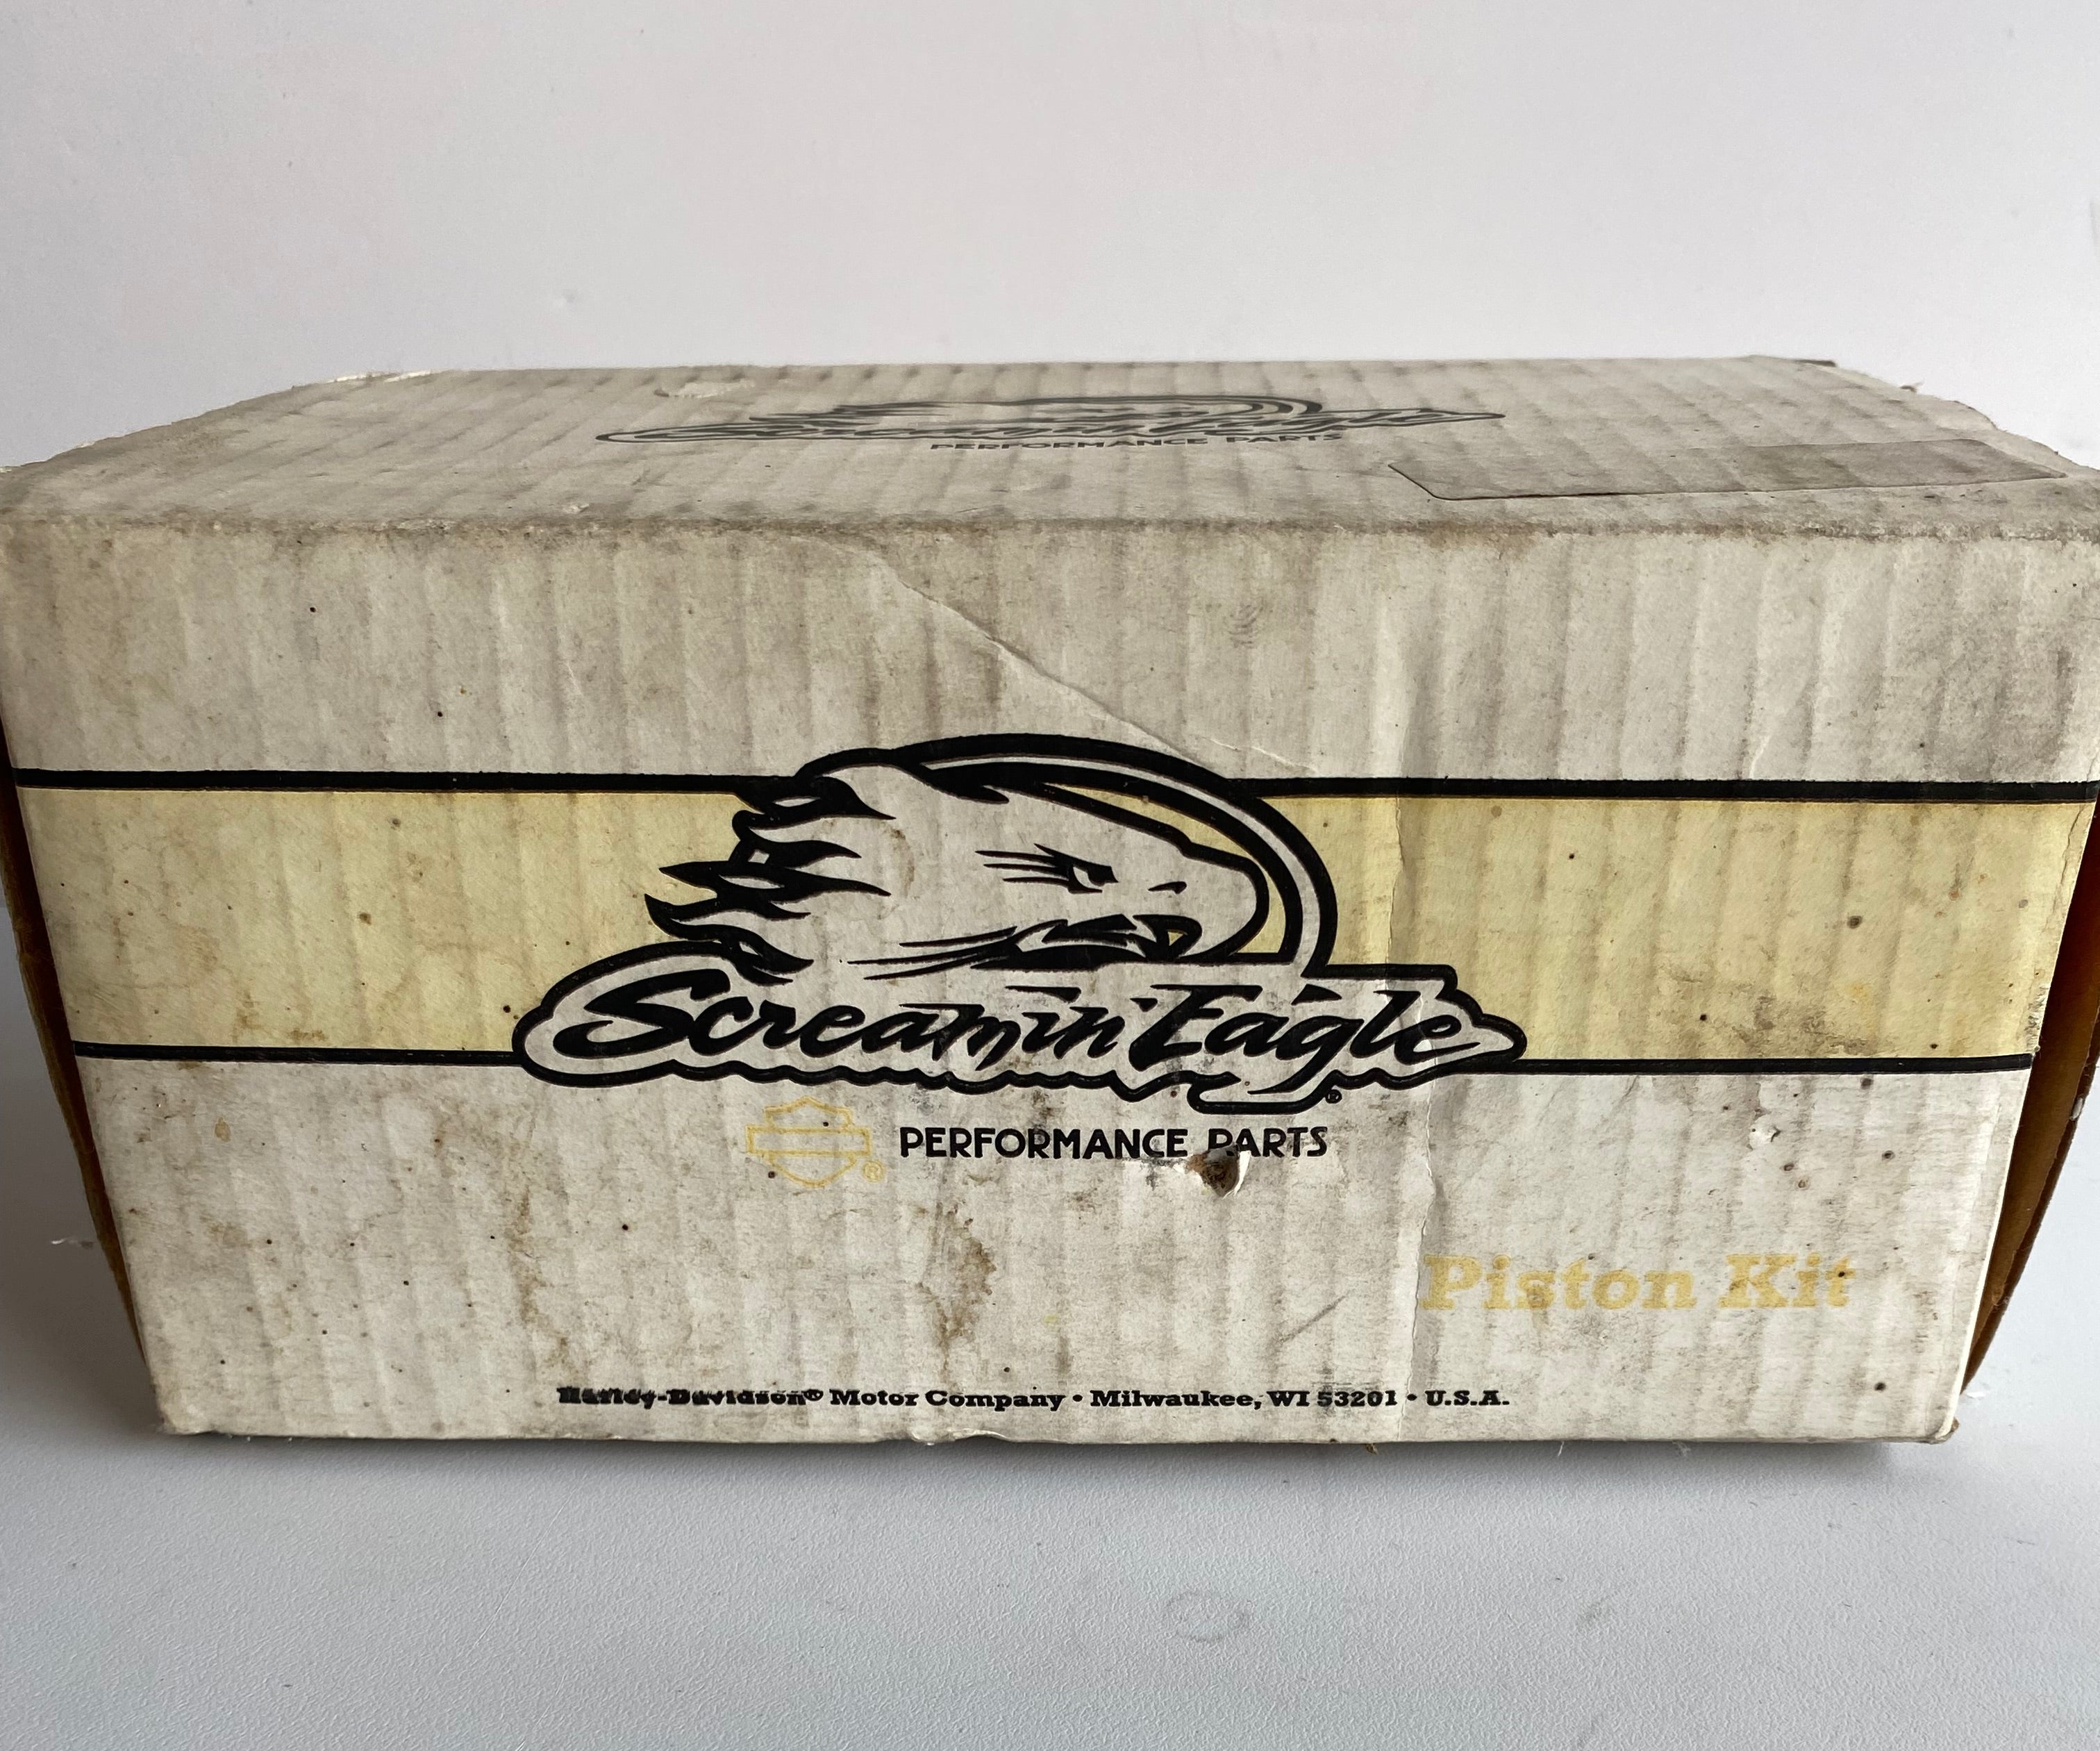 Screamin' Eagle
PERFORMANCE PARTS
Screamin' Eagle®
® PERFORMANCE PARTS
Piston Kit
Harley-Davidson® Motor Company • Milwaukee, WI 53201 • U.S.A.